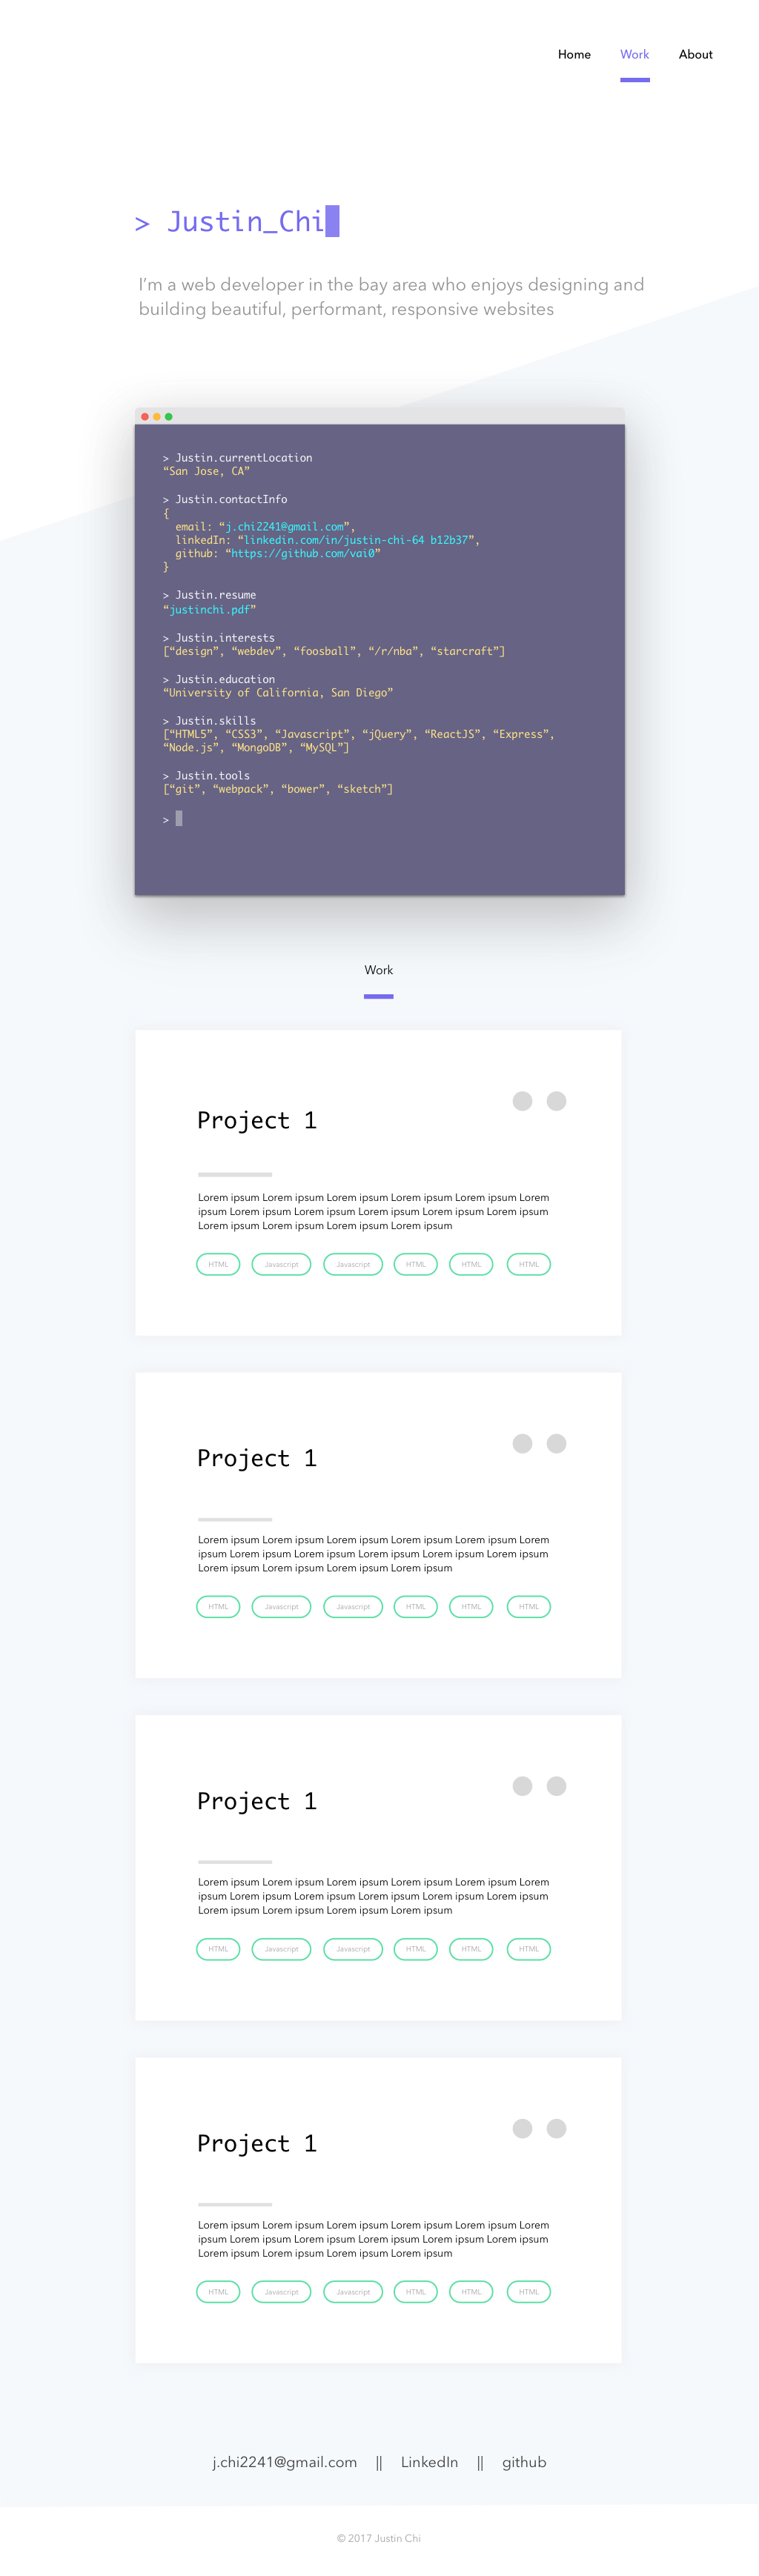 Home Work About
> Justin_Chi
I’m a web developer in the bay area who enjoys designing and
building beautiful, performant, responsive websites
> Justin.currentLocation
“San Jose, CA”
> Justin.contactInfo
{
email: “j.chi2241@gmail.com”,
linkedIn: “linkedin.com/in/justin-chi-64 b12b37”,
github: “https://github.com/vai0”
}
> Justin.resume
“justinchi.pdf”
> Justin.interests
[“design”, “webdev”, “foosball”, “/r/nba”, “starcraft”]
> Justin.education
“University of California, San Diego”
> Justin.skills
[“HTML5”, “CSS3”, “Javascript”, “jQuery”, “ReactJS”, “Express”,
“Node.js”, “MongoDB”, “MySQL”]
> Justin.tools
[“git”, “webpack”, “bower”, “sketch”]
>
Work
Project 1
Lorem ipsum Lorem ipsum Lorem ipsum Lorem ipsum Lorem ipsum Lorem
ipsum Lorem ipsum Lorem ipsum Lorem ipsum Lorem ipsum Lorem ipsum
Lorem ipsum Lorem ipsum Lorem ipsum Lorem ipsum
HTML Javascript Javascript HTML HTML HTML
Project 1
Lorem ipsum Lorem ipsum Lorem ipsum Lorem ipsum Lorem ipsum Lorem
ipsum Lorem ipsum Lorem ipsum Lorem ipsum Lorem ipsum Lorem ipsum
Lorem ipsum Lorem ipsum Lorem ipsum Lorem ipsum
HTML Javascript Javascript HTML HTML HTML
Project 1
Lorem ipsum Lorem ipsum Lorem ipsum Lorem ipsum Lorem ipsum Lorem
ipsum Lorem ipsum Lorem ipsum Lorem ipsum Lorem ipsum Lorem ipsum
Lorem ipsum Lorem ipsum Lorem ipsum Lorem ipsum
HTML Javascript Javascript HTML HTML HTML
Project 1
Lorem ipsum Lorem ipsum Lorem ipsum Lorem ipsum Lorem ipsum Lorem
ipsum Lorem ipsum Lorem ipsum Lorem ipsum Lorem ipsum Lorem ipsum
Lorem ipsum Lorem ipsum Lorem ipsum Lorem ipsum
HTML Javascript Javascript HTML HTML HTML
j.chi2241@gmail.com || LinkedIn || github
© 2017 Justin Chi